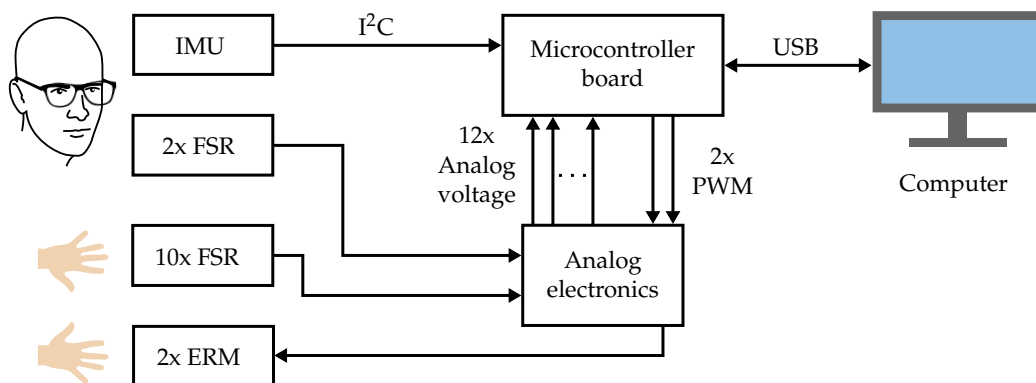 IMU
I²C
Microcontroller
board
USB
2x FSR
12x
Analog
voltage
. . .
2x
PWM
Computer
10x FSR
Analog
electronics
2x ERM